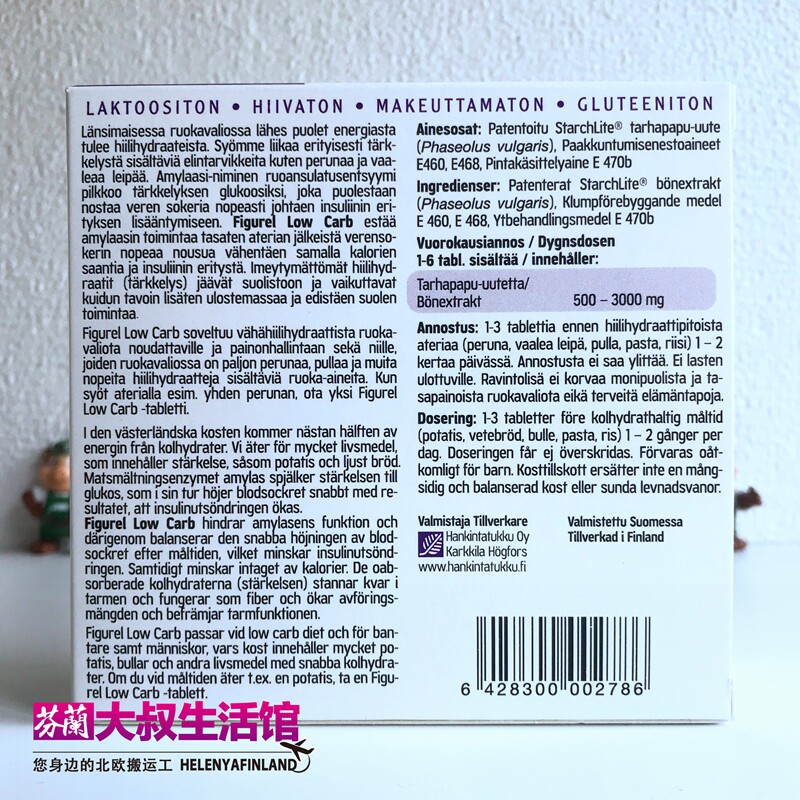 LAKTOOSITON • HIIVATON • MAKEUTTAMATON • GLUTEENITON
Länsimaisessa ruokavaliossa lähes puolet energiasta
tulee hiilihydraateista. Syömme liikaa erityisesti tärk-
kelystä sisältäviä elintarvikkeita kuten perunaa ja vaa-
leaa leipää. Amylaasi-niminen ruoansulatusentsyymi
pilkkoo tärkkelyksen glukoosiksi, joka puolestaan
nostaa veren sokeria nopeasti johtaen insuliinin eri-
tyksen lisääntymiseen. Figurel Low Carb estää
amylaasin toimintaa tasaten aterian jälkeistä verenso-
kerin nopeaa nousua vähentäen samalla kalorien
saantia ja insuliinin eritystä. Imeytymättömät hiilihyd-
raatit (tärkkelys) jäävät suolistoon ja vaikuttavat
kuidun tavoin lisäten ulostemassaa ja edistäen suolen
toimintaa.
Figurel Low Carb soveltuu vähähiilihydraattista ruoka-
valiota noudattaville ja painonhallintaan sekä niille,
joiden ruokavaliossa on paljon perunaa, pullaa ja muita
nopeita hiilihydraatteja sisältäviä ruoka-aineita. Kun
syöt aterialla esim. yhden perunan, ota yksi Figurel
Low Carb -tabletti.
I den västerländska kosten kommer nästan hälften av
energin från kolhydrater. Vi äter för mycket livsmedel,
som innehåller stärkelse, såsom potatis och ljust bröd.
Matsmältningsenzymet amylas spjälker stärkelsen till
glukos, som i sin tur höjer blodsockret snabbt med re-
sultatet, att insulinutsöndringen ökas.
Figurel Low Carb hindrar amylasens funktion och
därigenom balanserar den snabba höjningen av blod-
sockret efter måltiden, vilket minskar insulinutsönd-
ringen. Samtidigt minskar intaget av kalorier. De oab-
sorberade kolhydraterna (stärkelsen) stannar kvar i
tarmen och fungerar som fiber och ökar avförings-
mängden och befrämjar tarmfunktionen.
Figurel Low Carb passar vid low carb diet och för ban-
tare samt människor, vars kost innehåller mycket po-
tatis, bullar och andra livsmedel med snabba kolhydra-
ter. Om du vid måltiden äter t.ex. en potatis, ta en Figu-
rel Low Carb -tablett.
Ainesosat: Patentoitu StarchLite® tarhapapu-uute
(Phaseolus vulgaris), Paakkuntumisenestoaineet
E460, E468, Pintakäsittelyaine E 470b
Ingredienser: Patenterat StarchLite® bönextrakt
(Phaseolus vulgaris), Klumpförebyggande medel
E 460, E 468, Ytbehandlingsmedel E 470b
Vuorokausiannos / Dygnsdosen
1-6 tabl. sisältää / innehåller:
Tarhapapu-uutetta/
Bönextrakt 500 – 3000 mg
Annostus: 1-3 tablettia ennen hiilihydraattipitoista
ateriaa (peruna, vaalea leipä, pulla, pasta, riisi) 1 – 2
kertaa päivässä. Annostusta ei saa ylittää. Ei lasten
ulottuville. Ravintolisä ei korvaa monipuolista ja ta-
sapainoista ruokavaliota eikä terveitä elämäntapoja.
Dosering: 1-3 tabletter före kolhydrathaltig måltid
(potatis, vetebröd, bulle, pasta, ris) 1 – 2 gånger per
dag. Doseringen får ej överskridas. Förvaras oåt-
komligt för barn. Kosttillskott ersätter inte en mång-
sidig och balanserad kost eller sunda levnadsvanor.
Valmistaja Tillverkare
Hankintatukku Oy
Karkkila Högfors
www.hankintatukku.fi
Valmistettu Suomessa
Tillverkad i Finland
6 428300 002786
芬蘭大叔生活馆
您身边的北欧搬运工 HELENYAFINLAND